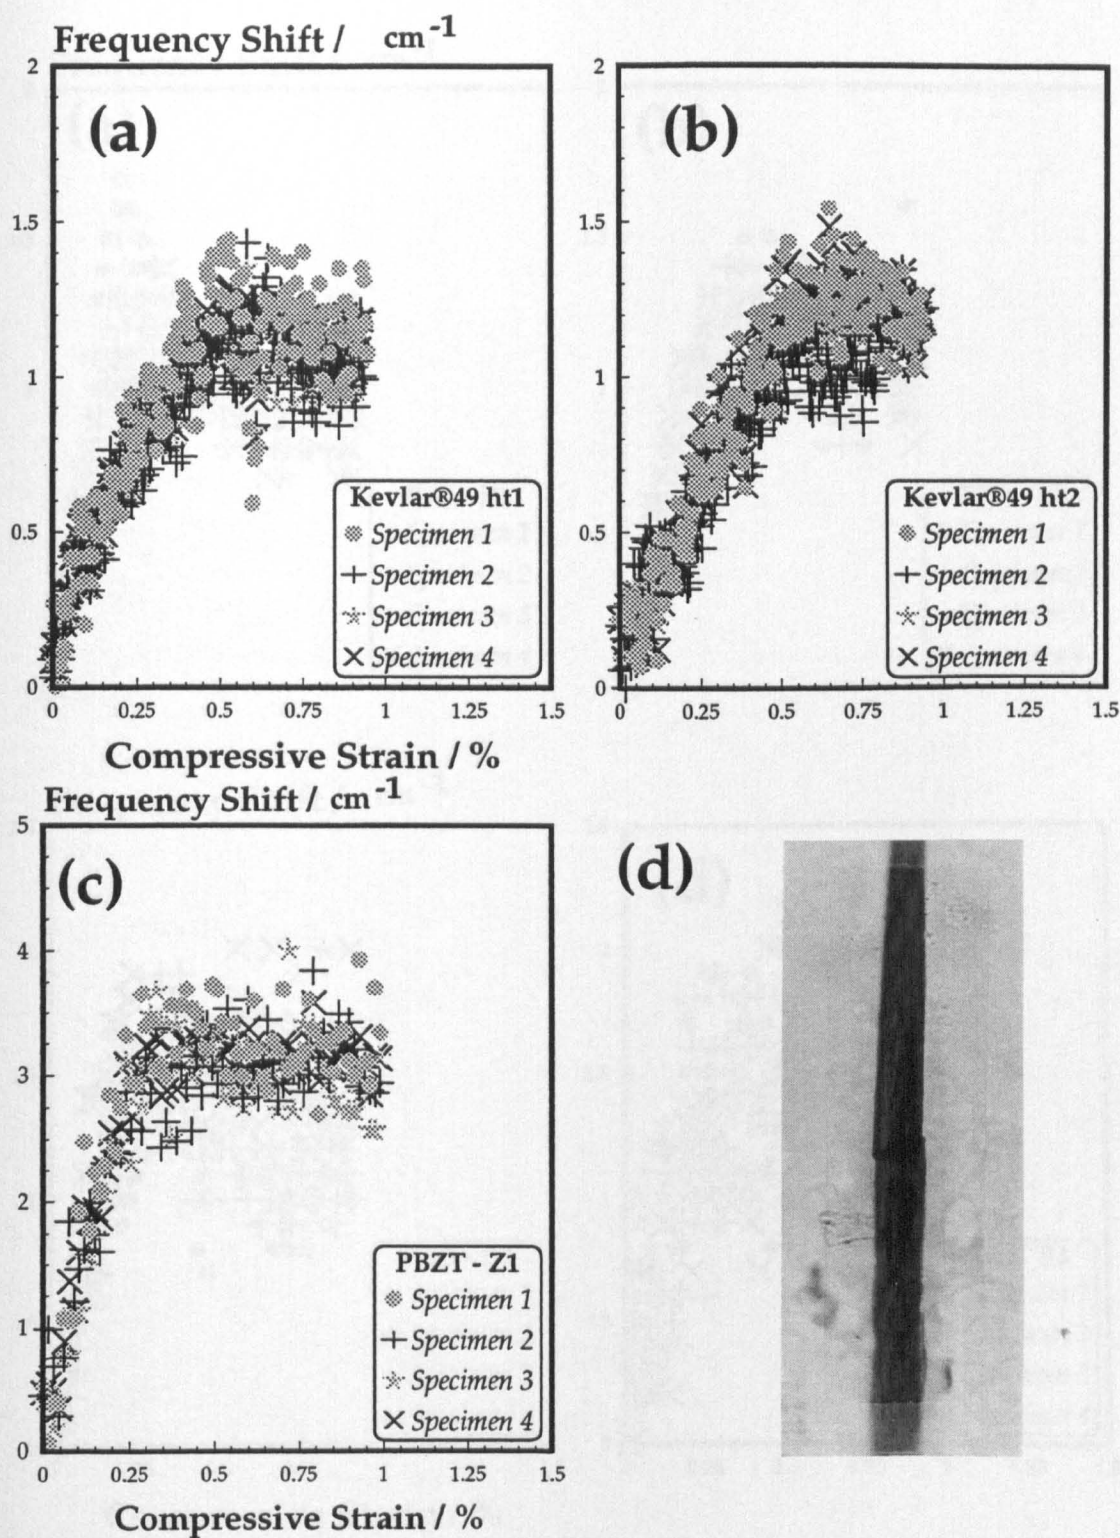 Frequency Shift / cm-1
2
1.5
1
0.5
0
(a)
Kevlar®49 ht1
Specimen 1
Specimen 2
Specimen 3
Specimen 4
0 0.25 0.5 0.75 1 1.25 1.5
Compressive Strain / %
2
1.5
1
0.5
0
(b)
Kevlar®49 ht2
Specimen 1
Specimen 2
Specimen 3
Specimen 4
0 0.25 0.5 0.75 1 1.25 1.5
Frequency Shift / cm-1
5
4
3
2
1
0
(c)
PBZT - Z1
Specimen 1
Specimen 2
Specimen 3
Specimen 4
0 0.25 0.5 0.75 1 1.25 1.5
Compressive Strain / %
(d)